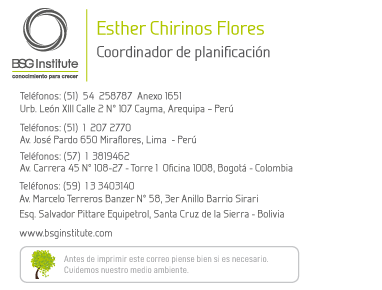 BSG Institute
conocimiento para crecer
Esther Chirinos Flores
Coordinador de planificación
Teléfonos: (51) 54 258787 Anexo 1651
Urb. León XIII Calle 2 N° 107 Cayma, Arequipa – Perú
Teléfonos: (51) 1 207 2770
Av. José Pardo 650 Miraflores, Lima - Perú
Teléfonos: (57) 1 3819462
Av. Carrera 45 N° 108-27 - Torre 1 Oficina 1008, Bogotá - Colombia
Teléfonos: (59) 1 3 3403140
Av. Marcelo Terreros Banzer N° 58, 3er Anillo Barrio Sirari
Esq. Salvador Pittare Equipetrol, Santa Cruz de la Sierra - Bolivia
www.bsginstitute.com
Antes de imprimir este correo piense bien si es necesario.
Cuidemos nuestro medio ambiente.